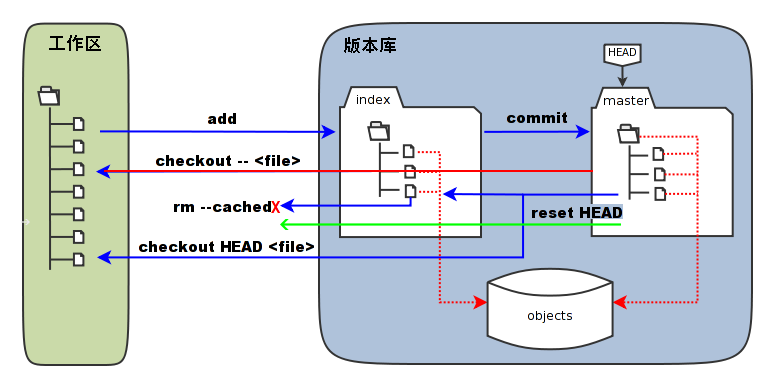 工作区
版本库
HEAD
index
master
add
commit
checkout -- <file>
rm --cachedX
reset HEAD
checkout HEAD <file>
objects